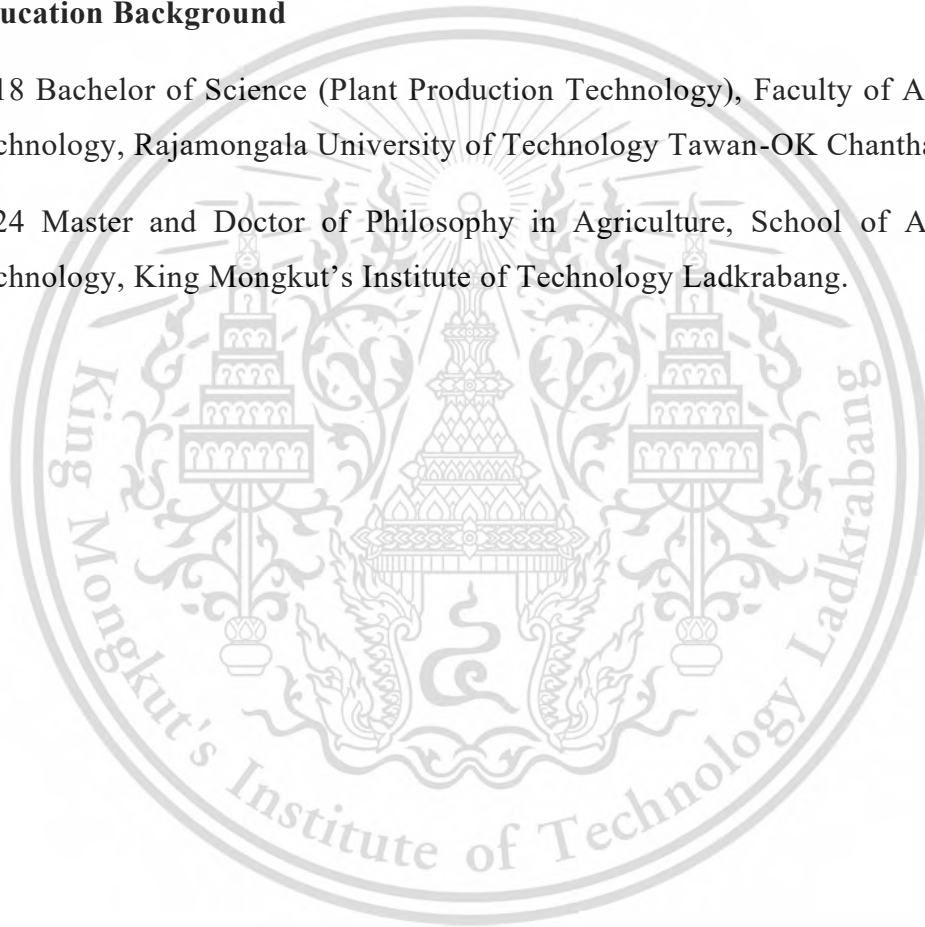 ucation Background
18 Bachelor of Science (Plant Production Technology), Faculty of A
chnology, Rajamongala University of Technology Tawan-OK Chantha
24 Master and Doctor of Philosophy in Agriculture, School of A
chnology, King Mongkut’s Institute of Technology Ladkrabang.
King Mongkut's Institute of Technology Ladkrabang